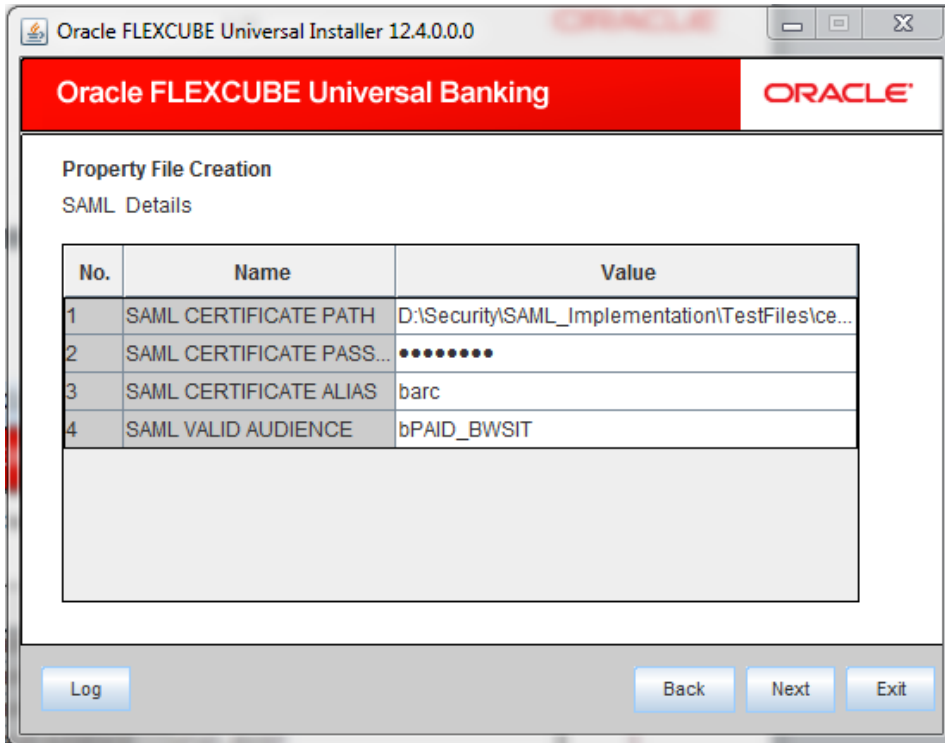 Oracle FLEXCUBE Universal Installer 12.4.0.0.0
Oracle FLEXCUBE Universal Banking ORACLE
Property File Creation
SAML Details
No. Name Value
1 SAML CERTIFICATE PATH D:\Security\SAML_Implementation\TestFiles\ce...
2 SAML CERTIFICATE PASS... ●●●●●●●●
3 SAML CERTIFICATE ALIAS barc
4 SAML VALID AUDIENCE bPAID_BWSIT
Log Back Next Exit